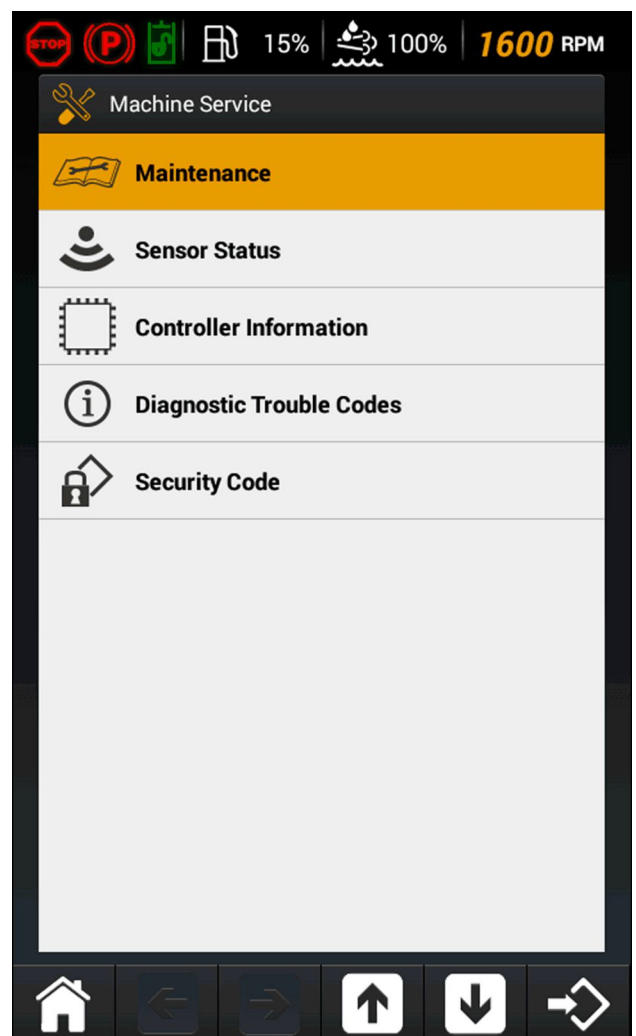 STOP P 15% 100% 1600 RPM
Machine Service
Maintenance
Sensor Status
Controller Information
Diagnostic Trouble Codes
Security Code